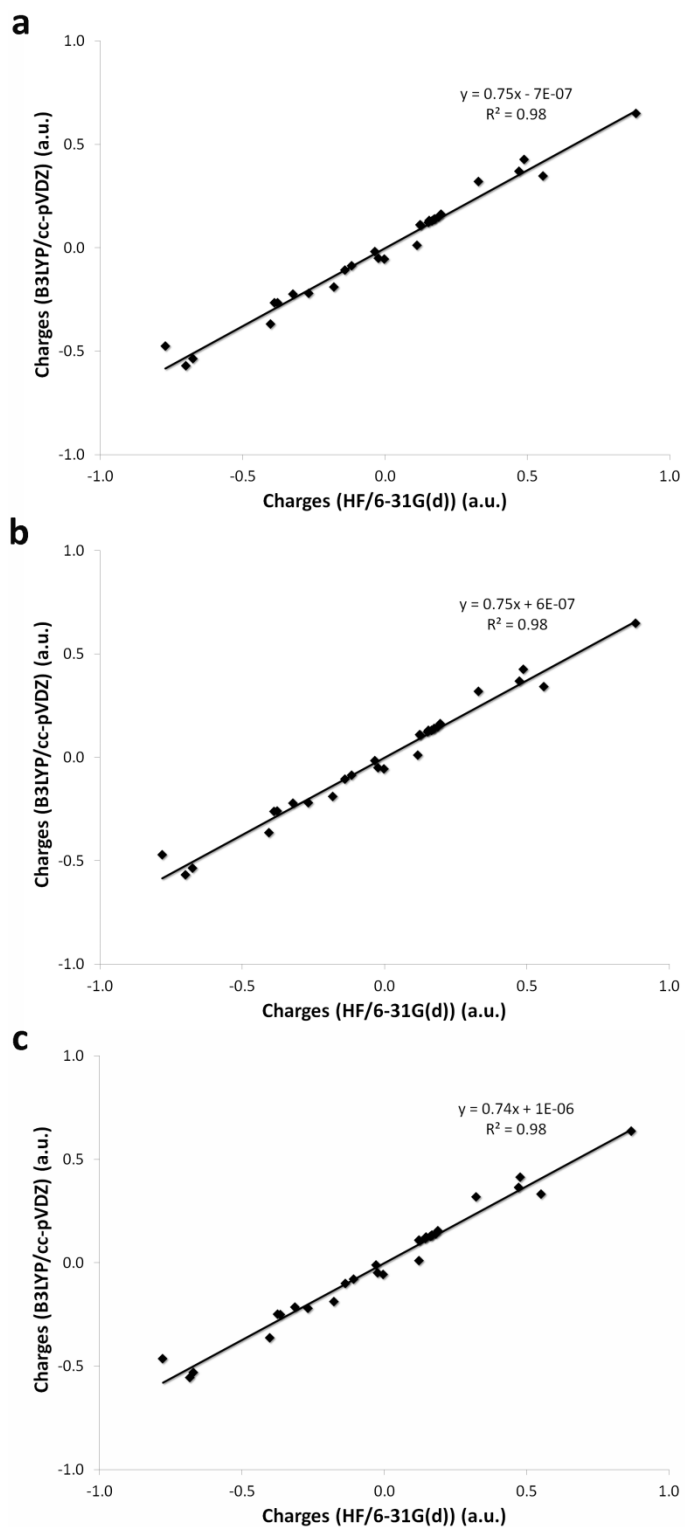 a
1.0
y = 0.75x - 7E-07
R² = 0.98
0.5
0.0
-0.5
-1.0
Charges (B3LYP/cc-pVDZ) (a.u.)
-1.0 -0.5 0.0 0.5 1.0
Charges (HF/6-31G(d)) (a.u.)
b
1.0
y = 0.75x + 6E-07
R² = 0.98
0.5
0.0
-0.5
-1.0
Charges (B3LYP/cc-pVDZ) (a.u.)
-1.0 -0.5 0.0 0.5 1.0
Charges (HF/6-31G(d)) (a.u.)
c
1.0
y = 0.74x + 1E-06
R² = 0.98
0.5
0.0
-0.5
-1.0
Charges (B3LYP/cc-pVDZ) (a.u.)
-1.0 -0.5 0.0 0.5 1.0
Charges (HF/6-31G(d)) (a.u.)